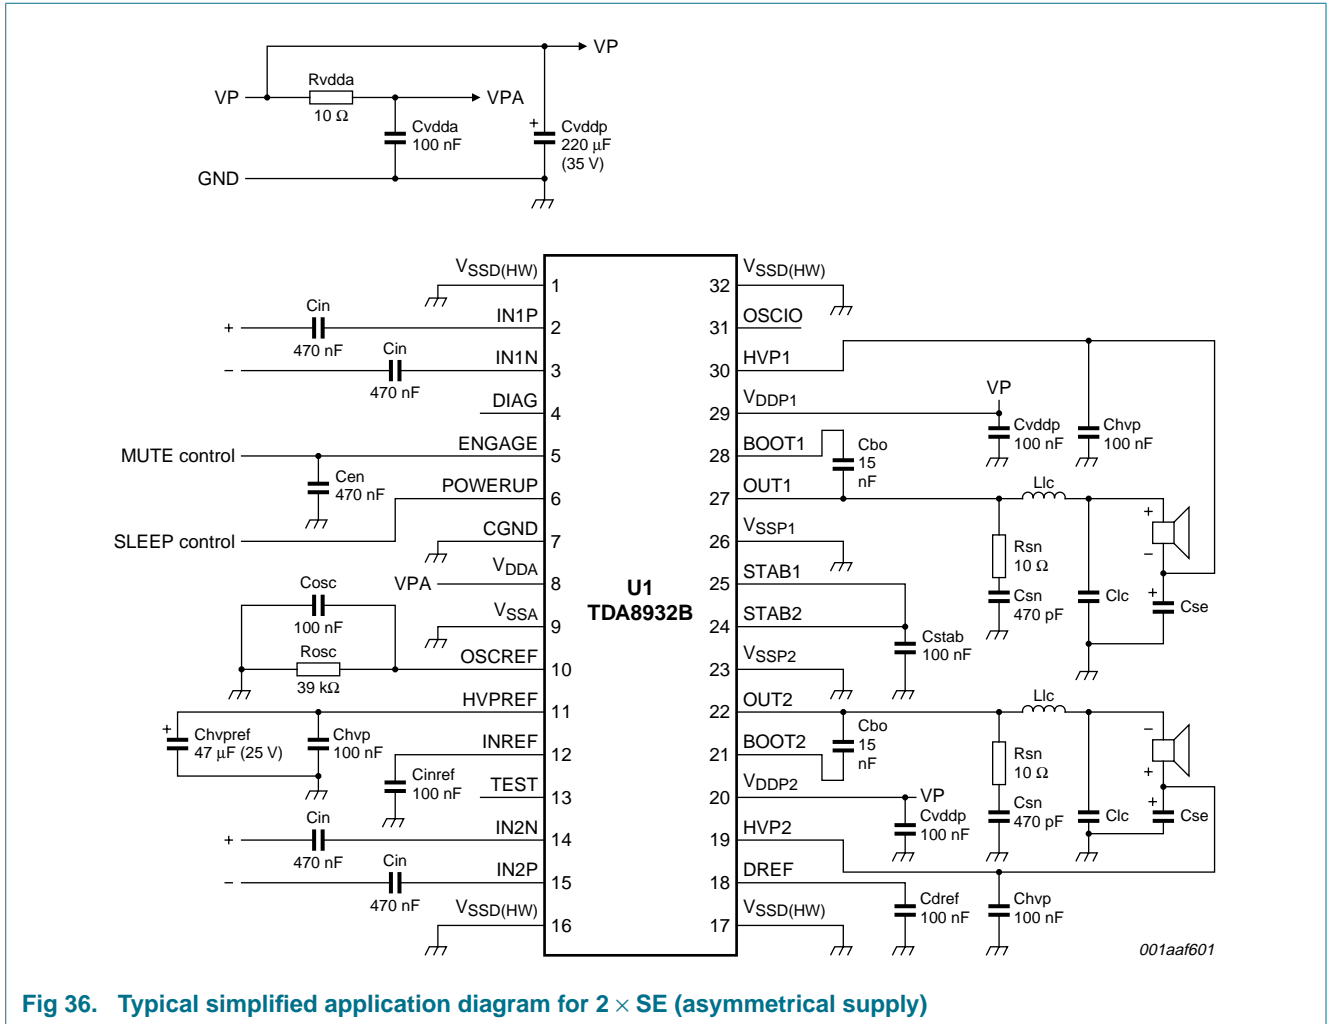 VP
Rvdda
VP
VPA
10 Ω
Cvdda
100 nF
+
Cvddp
220 μF
(35 V)
GND
VSSD(HW)
1
Cin
+
470 nF
IN1P
2
Cin
−
470 nF
IN1N
3
DIAG
4
MUTE control
ENGAGE
5
Cen
470 nF
POWERUP
6
SLEEP control
CGND
7
VPA
VDDA
8
Cosc
100 nF
VSSA
9
Rosc
39 kΩ
OSCREF
10
HVPREF
11
+
Chvpref
47 μF (25 V)
Chvp
100 nF
INREF
12
Cinref
100 nF
TEST
13
Cin
+
470 nF
IN2N
14
Cin
−
470 nF
IN2P
15
VSSD(HW)
16
U1
TDA8932B
VSSD(HW)
32
OSCIO
31
HVP1
30
VP
VDDP1
29
Cvddp
100 nF
Chvp
100 nF
BOOT1
28
Cbo
15
nF
OUT1
27
Llc
+
−
VSSP1
26
Rsn
10 Ω
STAB1
25
Csn
470 pF
Clc
+
Cse
STAB2
24
Cstab
100 nF
VSSP2
23
OUT2
22
Llc
−
+
Cbo
15
nF
BOOT2
21
Rsn
10 Ω
VDDP2
20
VP
Cvddp
100 nF
Csn
470 pF
Clc
+
Cse
HVP2
19
DREF
18
Cdref
100 nF
Chvp
100 nF
VSSD(HW)
17
001aaf601
Fig 36. Typical simplified application diagram for 2 × SE (asymmetrical supply)